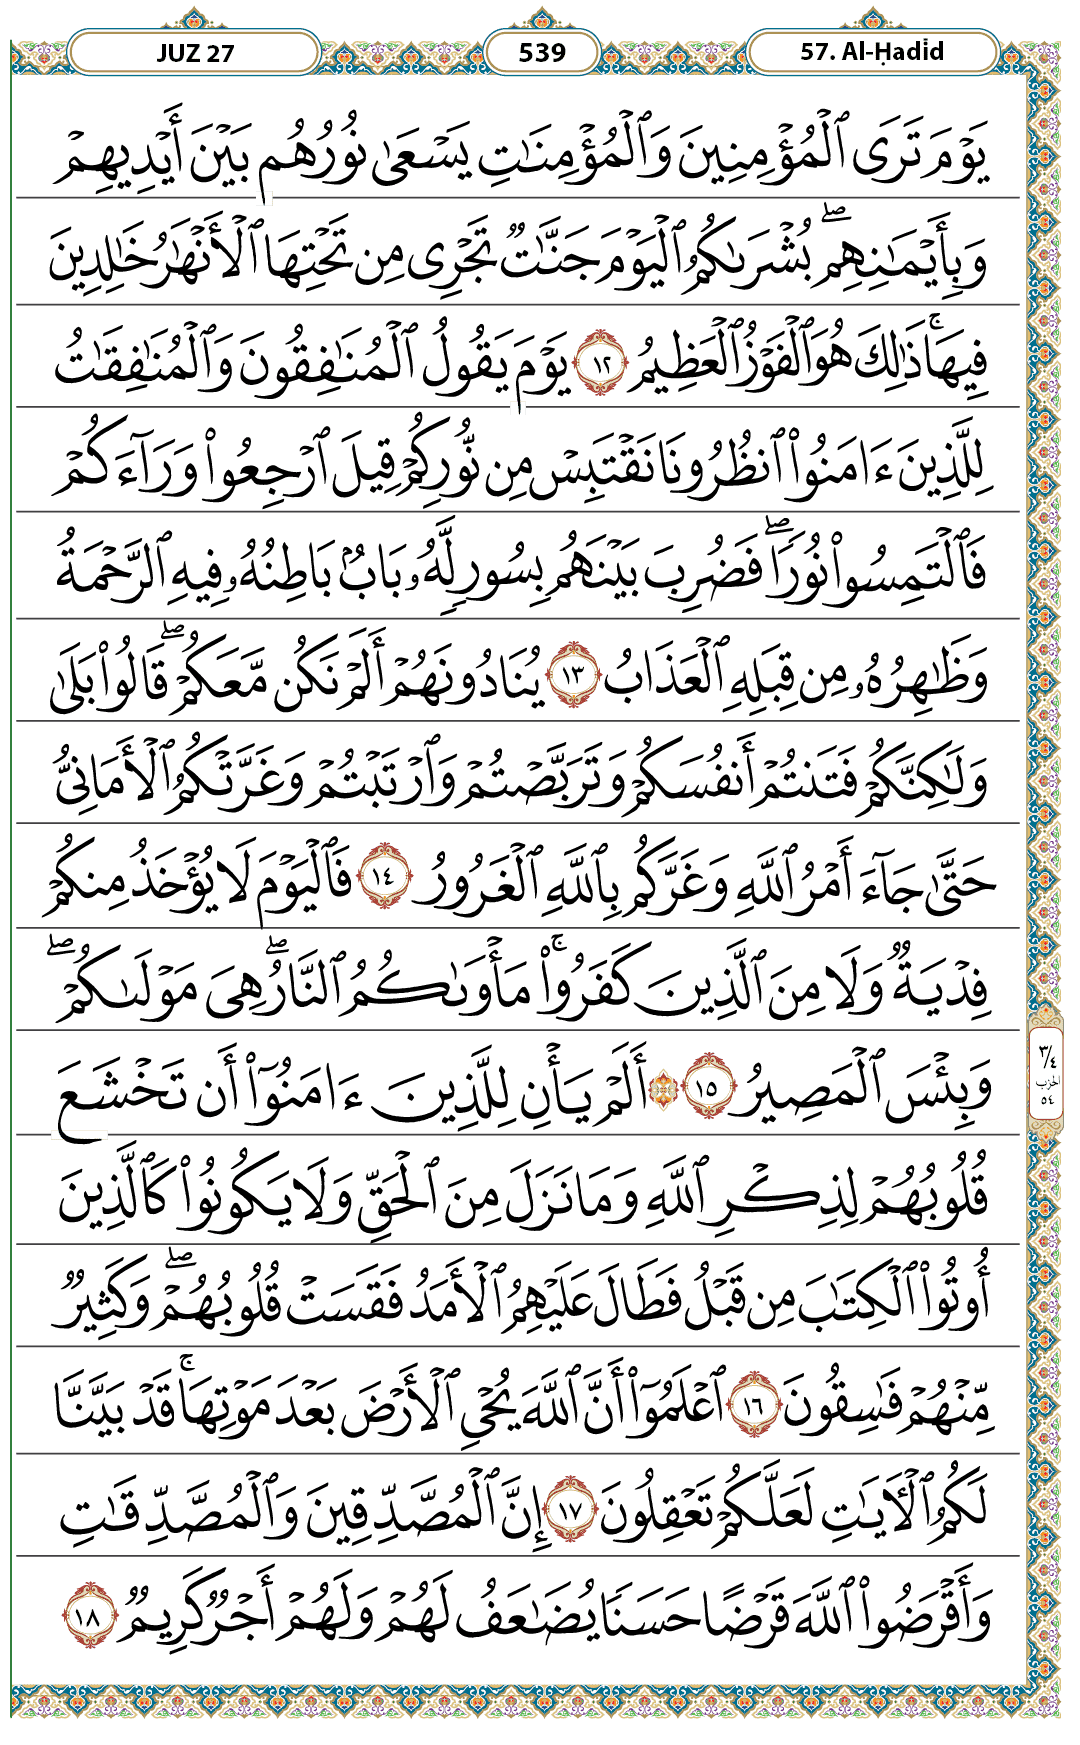 JUZ 27
539
57. Al-Ḥadid
يَوْمَ تَرَى ٱلْمُؤْمِنِينَ وَٱلْمُؤْمِنَٰتِ يَسْعَىٰ نُورُهُم بَيْنَ أَيْدِيهِمْ
وَبِأَيْمَٰنِهِمۖ بُشْرَىٰكُمُ ٱلْيَوْمَ جَنَّٰتٌ تَجْرِى مِن تَحْتِهَا ٱلْأَنْهَٰرُ خَٰلِدِينَ
فِيهَاۚ ذَٰلِكَ هُوَ ٱلْفَوْزُ ٱلْعَظِيمُ ١٢ يَوْمَ يَقُولُ ٱلْمُنَٰفِقُونَ وَٱلْمُنَٰفِقَٰتُ
لِلَّذِينَ ءَامَنُوا۟ ٱنظُرُونَا نَقْتَبِسْ مِن نُّورِكُمْ قِيلَ ٱرْجِعُوا۟ وَرَآءَكُمْ
فَٱلْتَمِسُوا۟ نُورًاۖ فَضُرِبَ بَيْنَهُم بِسُورٍ لَّهُۥ بَابٌۢ بَاطِنُهُۥ فِيهِ ٱلرَّحْمَةُ
وَظَٰهِرُهُۥ مِن قِبَلِهِ ٱلْعَذَابُ ١٣ يُنَادُونَهُمْ أَلَمْ نَكُن مَّعَكُمْۖ قَالُوا۟ بَلَىٰ
وَلَٰكِنَّكُمْ فَتَنتُمْ أَنفُسَكُمْ وَتَرَبَّصْتُمْ وَٱرْتَبْتُمْ وَغَرَّتْكُمُ ٱلْأَمَانِىُّ
حَتَّىٰ جَآءَ أَمْرُ ٱللَّهِ وَغَرَّكُم بِٱللَّهِ ٱلْغَرُورُ ١٤ فَٱلْيَوْمَ لَا يُؤْخَذُ مِنكُمْ
فِدْيَةٌ وَلَا مِنَ ٱلَّذِينَ كَفَرُوا۟ۚ مَأْوَىٰكُمُ ٱلنَّارُۖ هِىَ مَوْلَىٰكُمْۖ
وَبِئْسَ ٱلْمَصِيرُ ١٥ ۞ أَلَمْ يَأْنِ لِلَّذِينَ ءَامَنُوٓا۟ أَن تَخْشَعَ
قُلُوبُهُمْ لِذِكْرِ ٱللَّهِ وَمَا نَزَلَ مِنَ ٱلْحَقِّ وَلَا يَكُونُوا۟ كَٱلَّذِينَ
أُوتُوا۟ ٱلْكِتَٰبَ مِن قَبْلُ فَطَالَ عَلَيْهِمُ ٱلْأَمَدُ فَقَسَتْ قُلُوبُهُمْۖ وَكَثِيرٌ
مِّنْهُمْ فَٰسِقُونَ ١٦ ٱعْلَمُوٓا۟ أَنَّ ٱللَّهَ يُحْىِ ٱلْأَرْضَ بَعْدَ مَوْتِهَاۚ قَدْ بَيَّنَّا
لَكُمُ ٱلْءَايَٰتِ لَعَلَّكُمْ تَعْقِلُونَ ١٧ إِنَّ ٱلْمُصَّدِّقِينَ وَٱلْمُصَّدِّقَٰتِ
وَأَقْرَضُوا۟ ٱللَّهَ قَرْضًا حَسَنًا يُضَٰعَفُ لَهُمْ وَلَهُمْ أَجْرٌ كَرِيمٌ ١٨
٣/٤
الحزب
٥٤